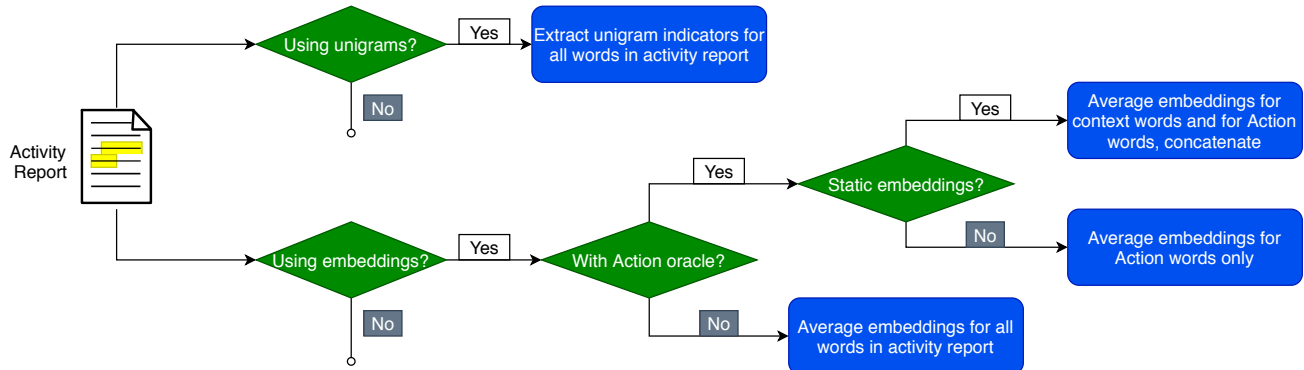 Using unigrams?
Yes
Extract unigram indicators for
all words in activity report
No
Activity
Report
Yes
Average embeddings for
context words and for Action
words, concatenate
Yes
Static embeddings?
No
Average embeddings for
Action words only
Using embeddings?
Yes
With Action oracle?
No
No
Average embeddings for all
words in activity report